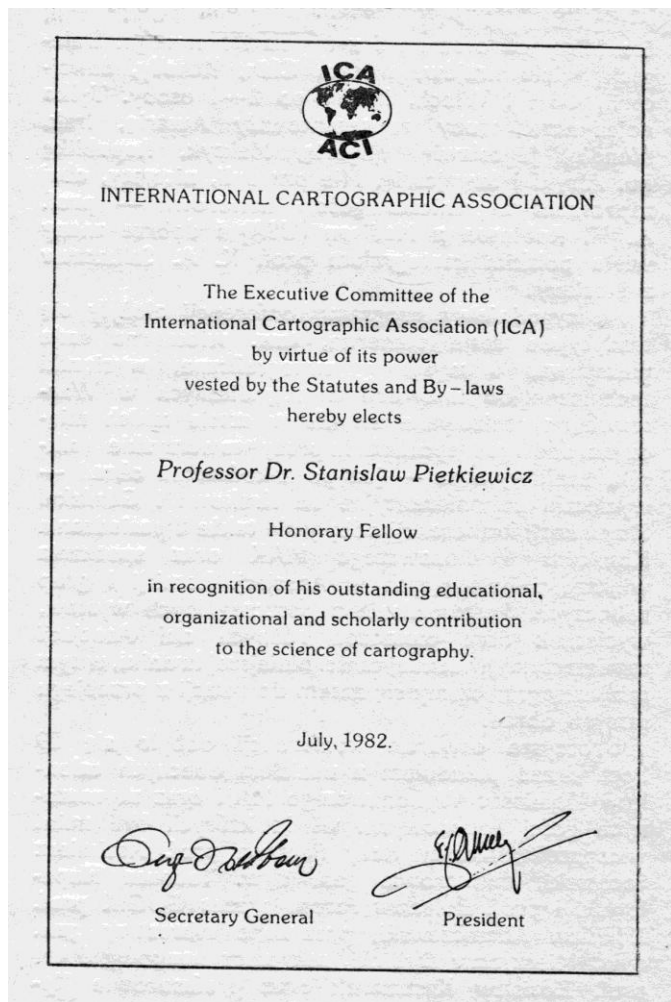 ICA
ACI
INTERNATIONAL CARTOGRAPHIC ASSOCIATION
The Executive Committee of the
International Cartographic Association (ICA)
by virtue of its power
vested by the Statutes and By – laws
hereby elects
Professor Dr. Stanislaw Pietkiewicz
Honorary Fellow
in recognition of his outstanding educational,
organizational and scholarly contribution
to the science of cartography.
July, 1982.
Secretary General
President